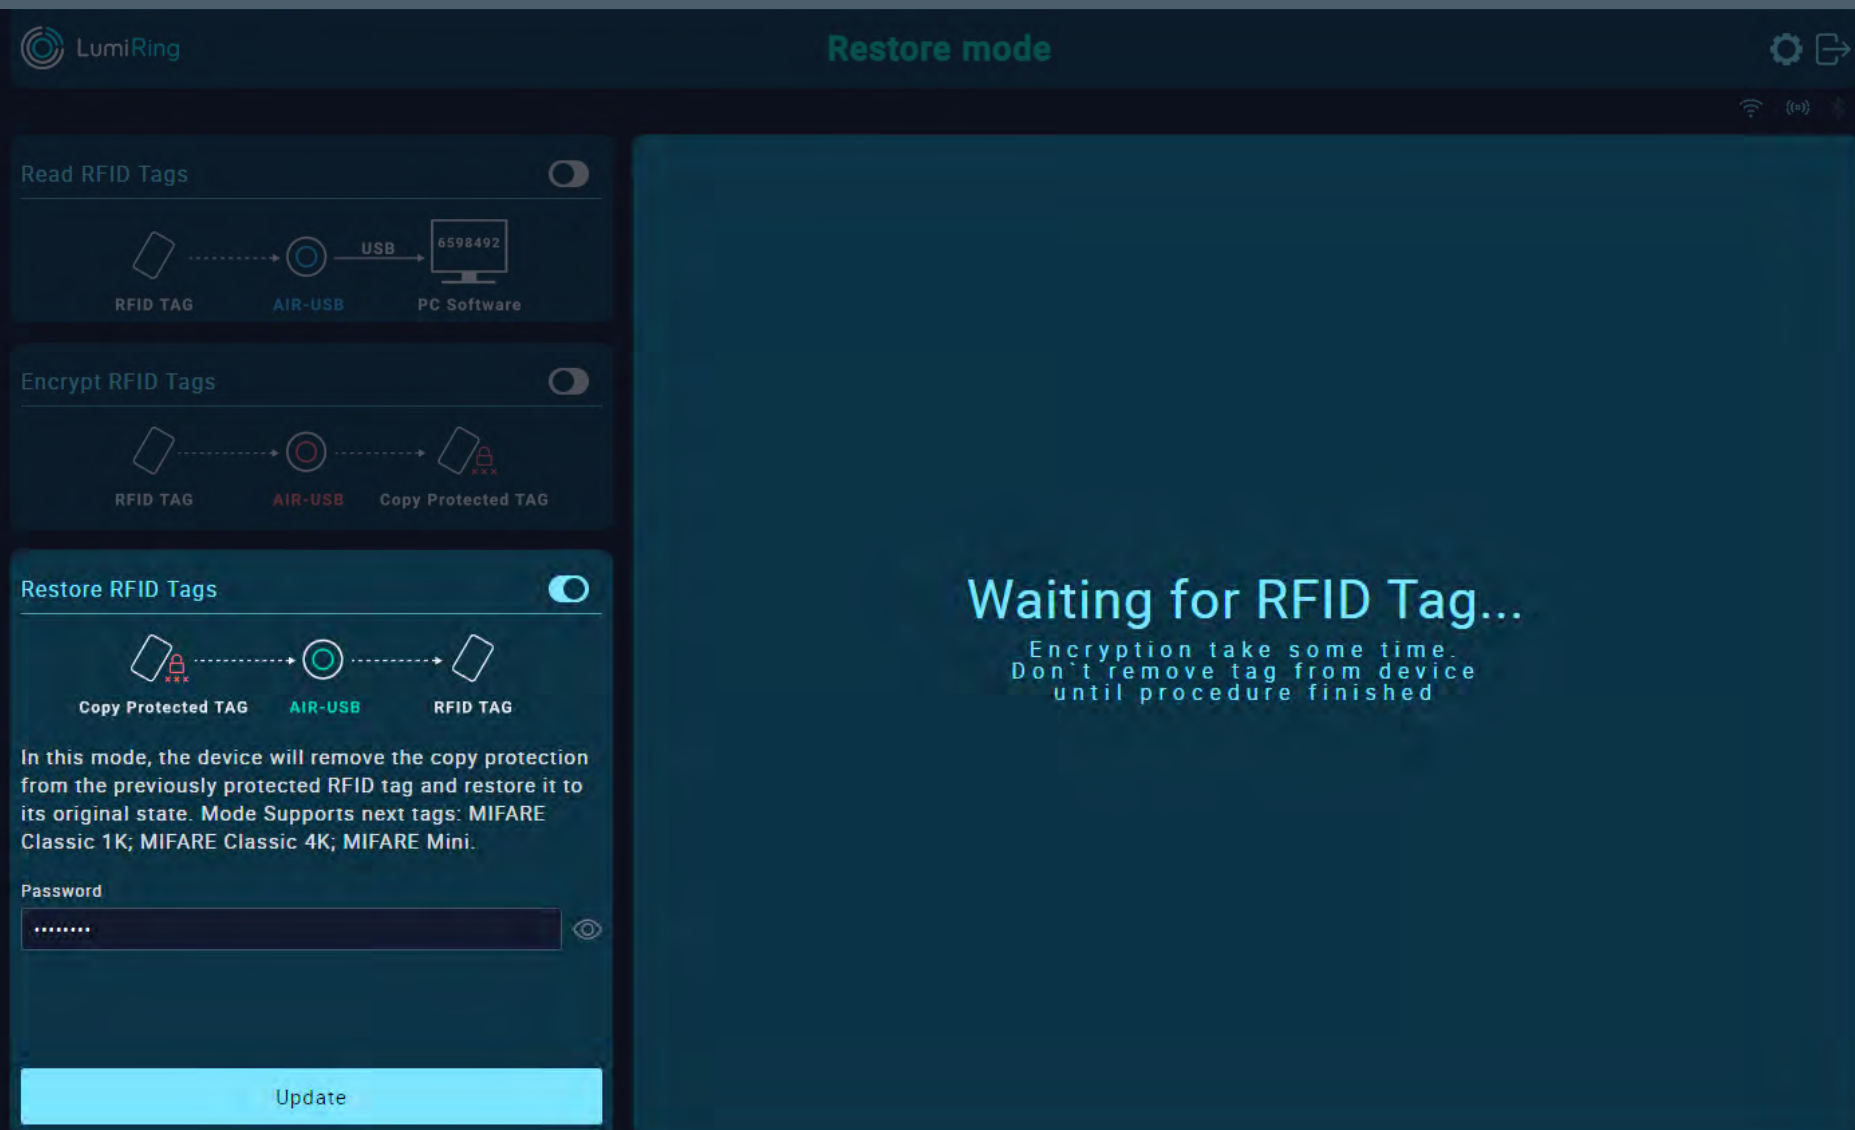 LumiRing
Restore mode
Read RFID Tags
USB
6598492
RFID TAG
AIR-USB
PC Software
Encrypt RFID Tags
xxx
RFID TAG
AIR-USB
Copy Protected TAG
Restore RFID Tags
xxx
Copy Protected TAG
AIR-USB
RFID TAG
In this mode, the device will remove the copy protection
from the previously protected RFID tag and restore it to
its original state. Mode Supports next tags: MIFARE
Classic 1K; MIFARE Classic 4K; MIFARE Mini.
Password
••••••••
Update
Waiting for RFID Tag...
Encryption take some time.
Don`t remove tag from device
until procedure finished